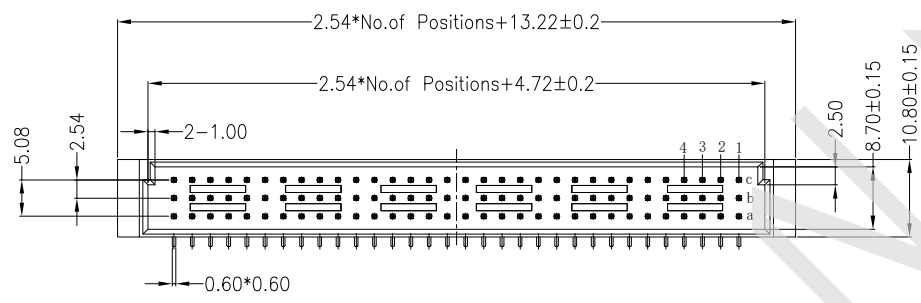 2.54*No.of Positions+13.22±0.2
2.54*No.of Positions+4.72±0.2
5.08
2.54
2-1.00
4 3 2 1
c
b
a
2.50
8.70±0.15
10.80±0.15
0.60*0.60